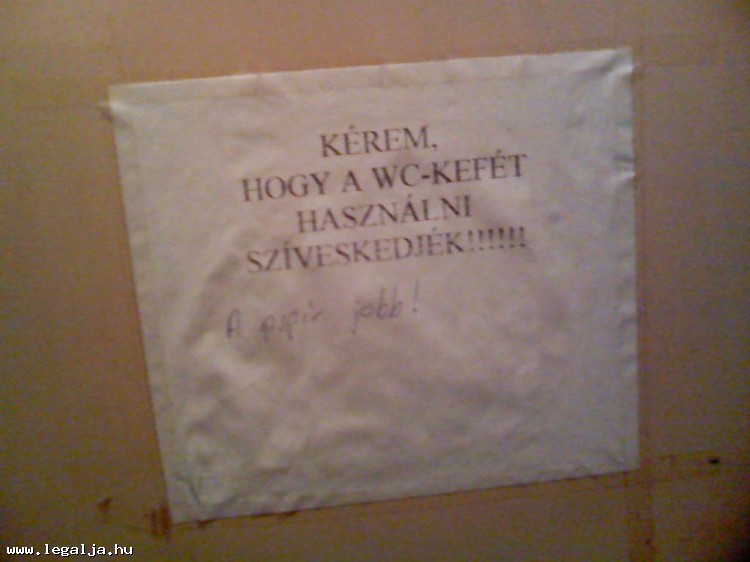 KÉREM,
HOGY A WC-KEFÉT
HASZNÁLNI
SZÍVESKEDJÉK!!!!!!
A papír jobb!
www.legalja.hu